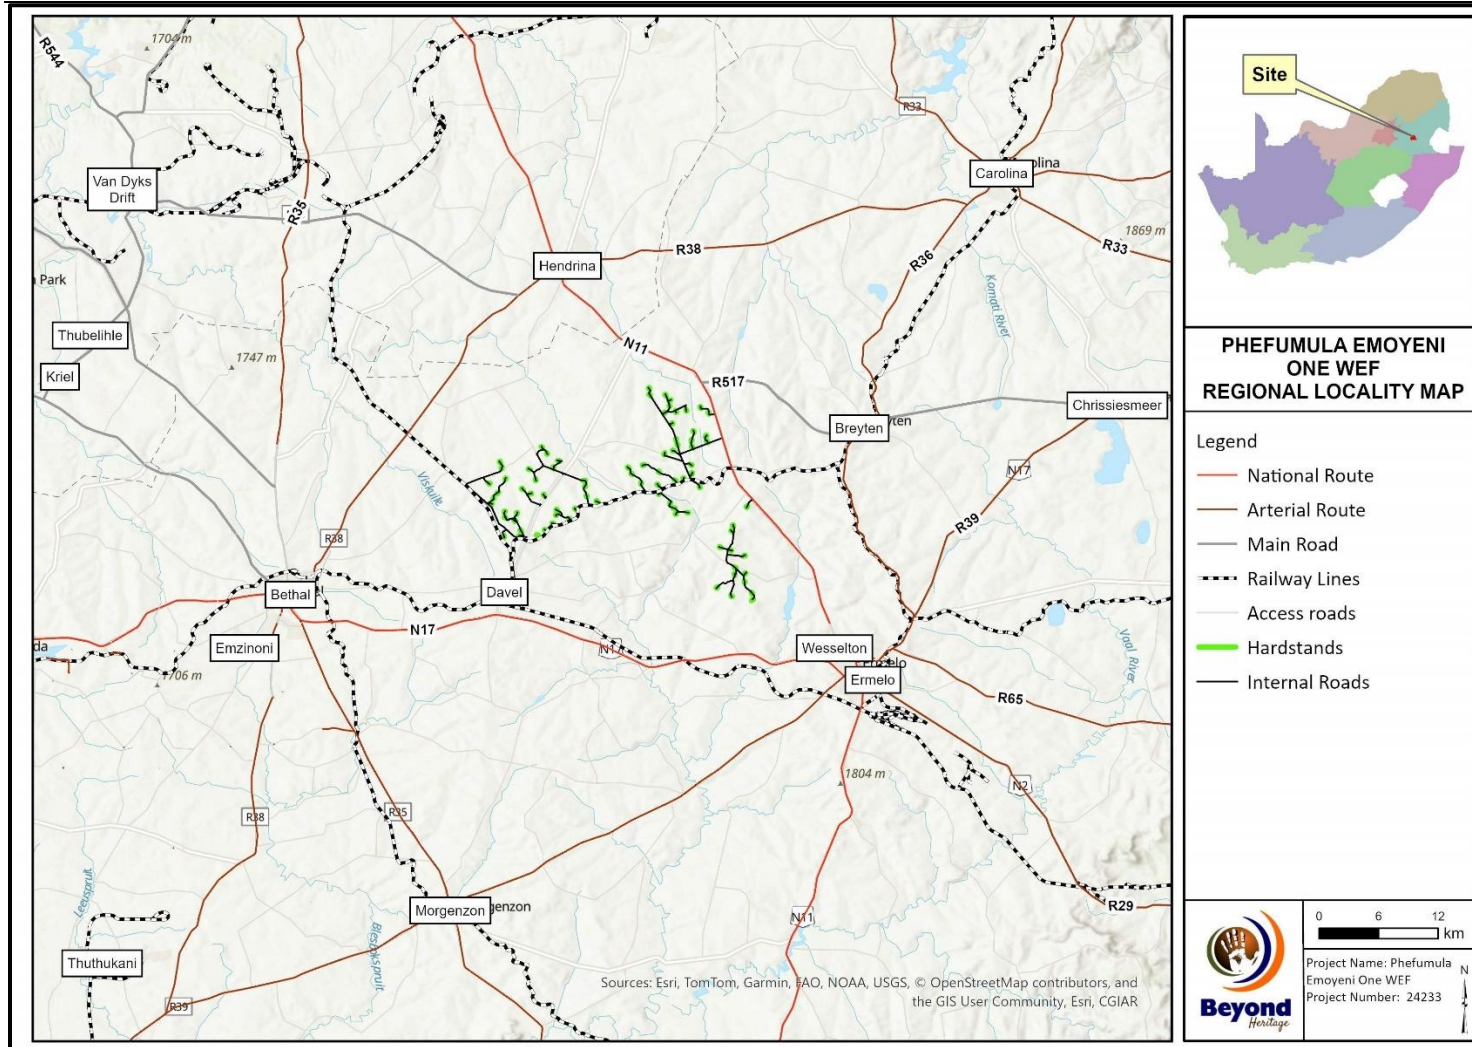 R544
1704 m
Van Dyks
Drift
R35
R33
Carolina
olina
1869 m
R33
Hendrina
R38
R36
Komati River
Park
Thubelihle
Kriel
1747 m
N11
R517
Breyten
ten
Chrissiesmeer
Viskuile
N17
R39
R38
Bethal
Davel
N17
Emzinoni
da
1706 m
Wesselton
Ermelo
Vaal River
R65
1804 m
N2
R38
R35
Leeuspruit
Morgenzon
genzon
Blesbokspruit
N11
R29
Thuthukani
R39
Sources: Esri, TomTom, Garmin, FAO, NOAA, USGS, © OpenStreetMap contributors, and
the GIS User Community, Esri, CGIAR
Site
PHEFUMULA EMOYENI
ONE WEF
REGIONAL LOCALITY MAP
Legend
National Route
Arterial Route
Main Road
Railway Lines
Access roads
Hardstands
Internal Roads
Beyond
Heritage
0 6 12
km
Project Name: Phefumula
Emoyeni One WEF
Project Number: 24233
N